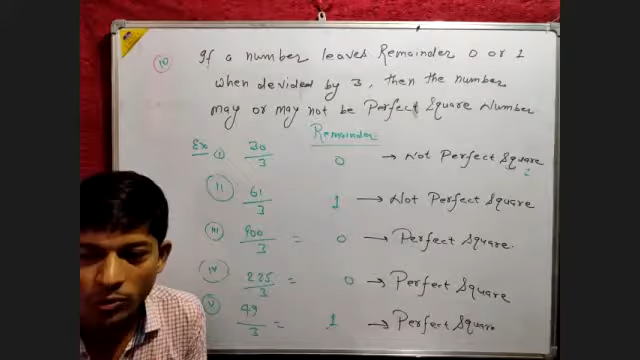 (10) If a number leaves Remainder 0 or 1
when devided by 3, then the number
may or may not be Perfect Square Number
Remainder
Ex (i) 30/3 0 → Not Perfect Square
(ii) 61/3 1 → Not Perfect Square
(iii) 900/3 = 0 → Perfect Square.
(iv) 225/3 = 0 → Perfect Square
(v) 49/3 = 1 → Perfect Square